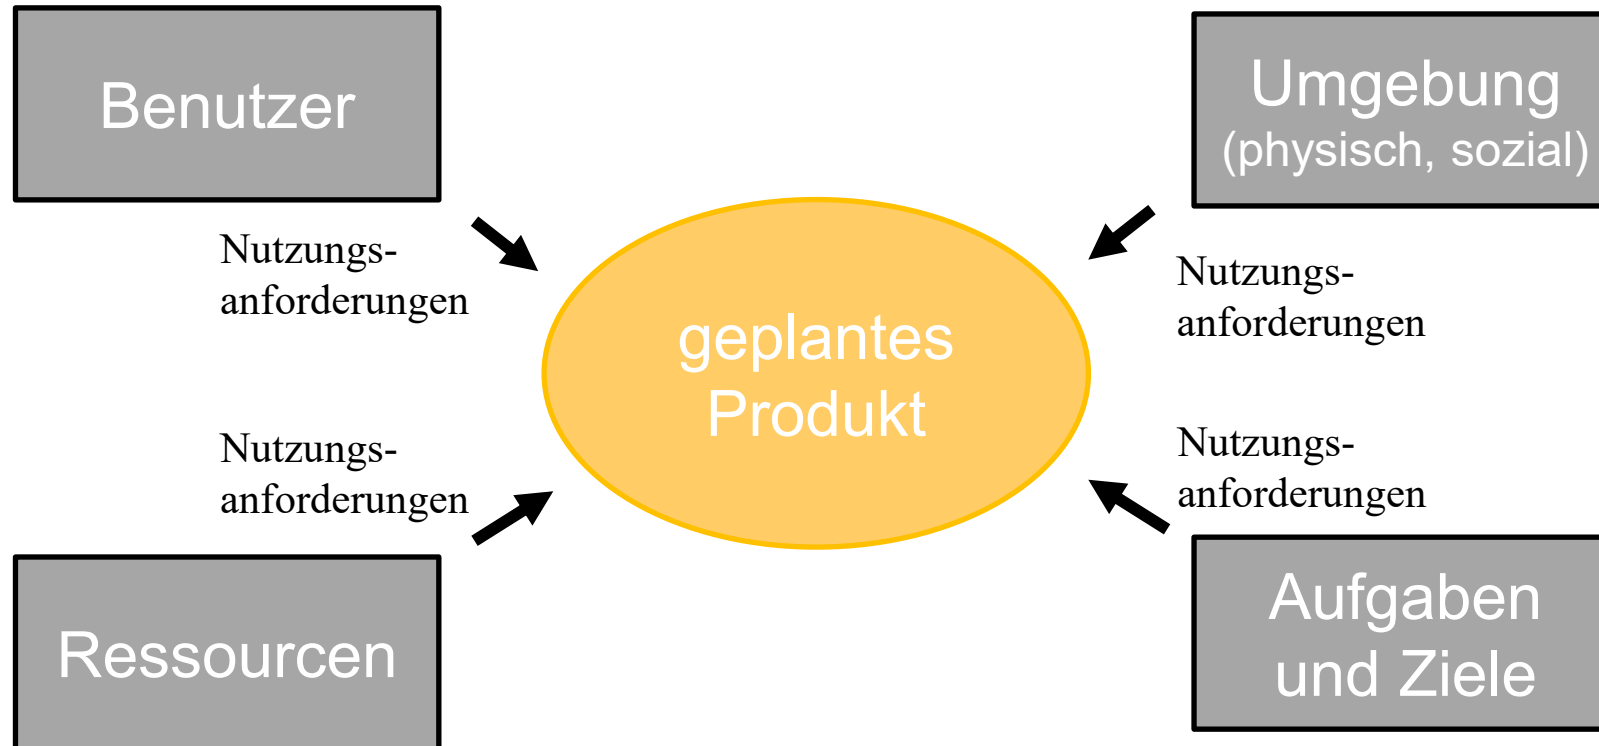 Benutzer
Umgebung
(physisch, sozial)
Nutzungs-
anforderungen
Nutzungs-
anforderungen
geplantes
Produkt
Nutzungs-
anforderungen
Nutzungs-
anforderungen
Ressourcen
Aufgaben
und Ziele